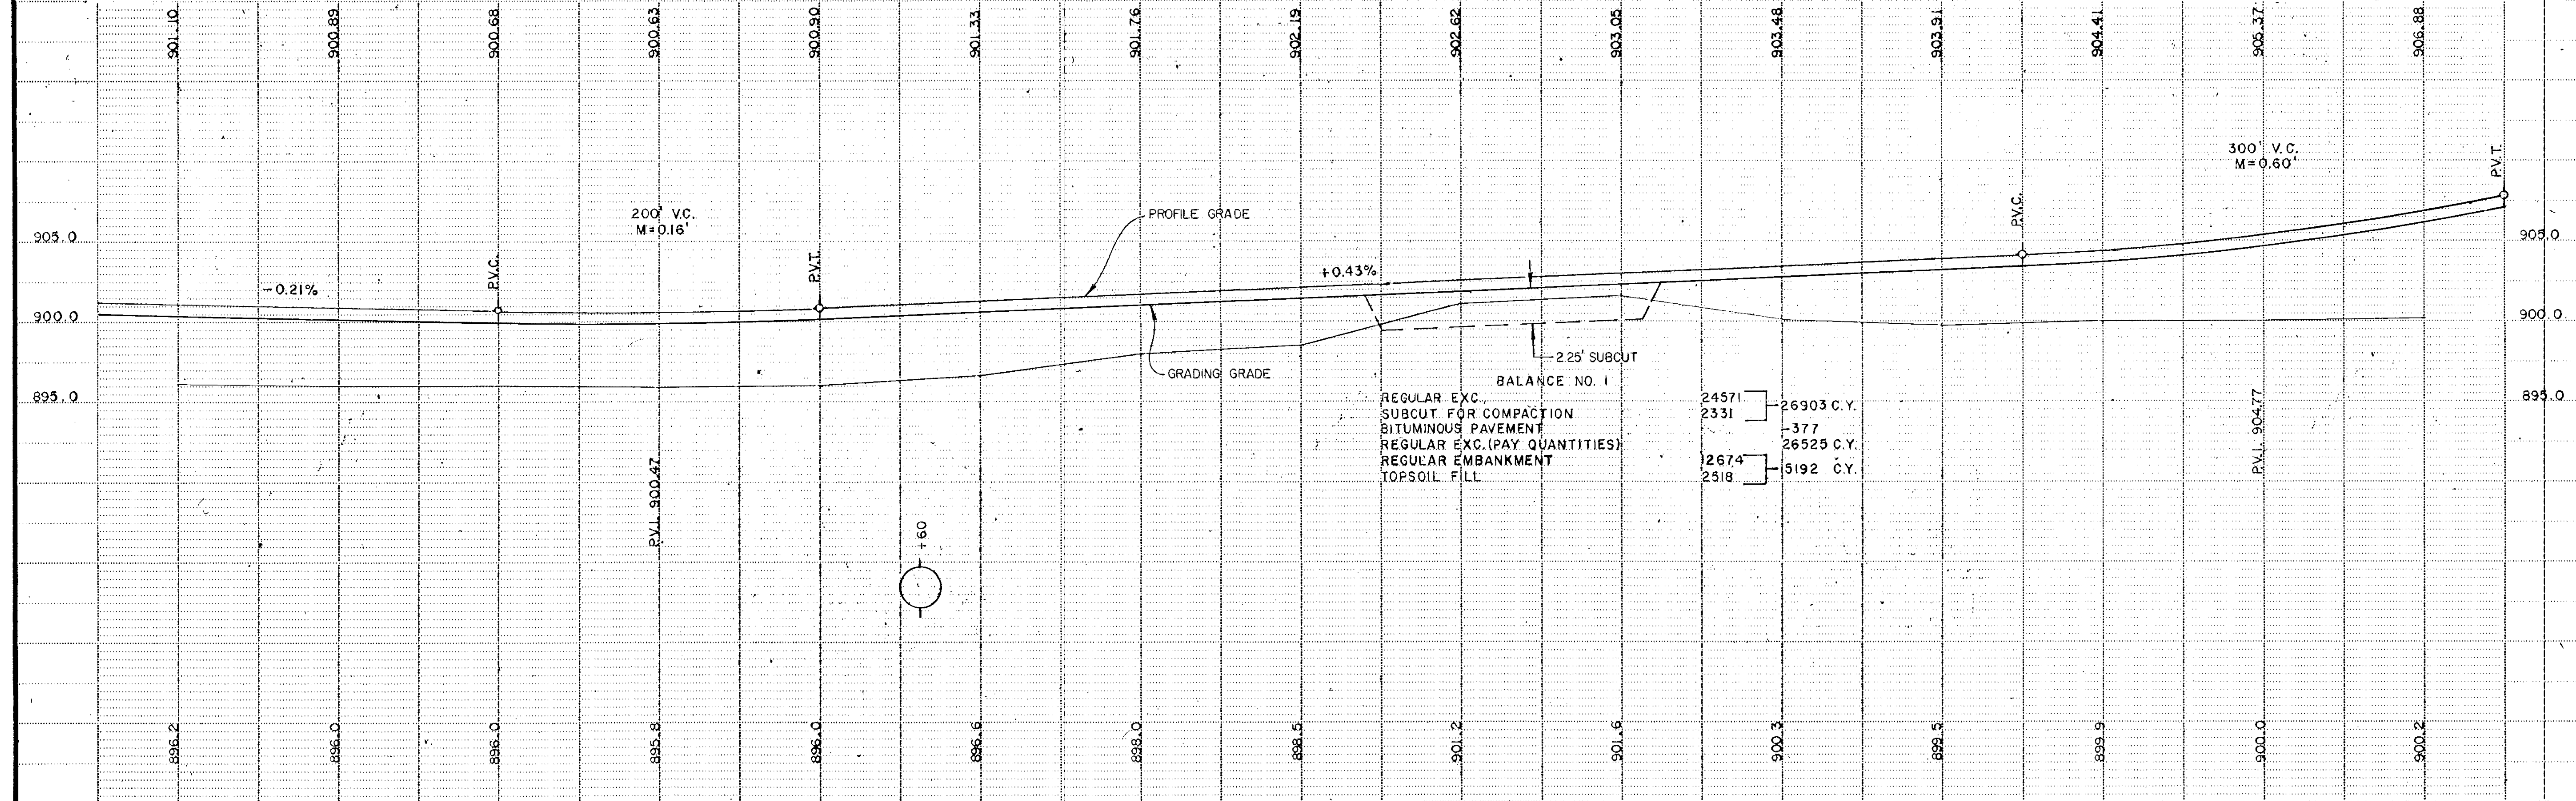 901.10
900.89
900.68
900.63
900.90
901.33
901.76
902.19
902.62
903.05
903.48
903.91
904.41
905.37
906.88
300' V.C.
M=0.60'
P.V.T.
200' V.C.
M=0.16'
PROFILE GRADE
P.V.C.
905.0
905.0
P.V.C.
P.V.T.
+0.43%
-0.21%
900.0
900.0
2.25' SUBCUT
GRADING GRADE
BALANCE NO. 1
895.0
895.0
REGULAR EXC. 24571
SUBCUT FOR COMPACTION 2331
26903 C.Y.
BITUMINOUS PAVEMENT -377
REGULAR EXC.(PAY QUANTITIES) 26525 C.Y.
REGULAR EMBANKMENT 12674
TOPSOIL FILL 2518
15192 C.Y.
P.V.I. 900.47
P.V.I. 904.77
+60
896.2
896.0
896.0
895.8
896.0
896.6
898.0
898.5
901.2
901.6
900.3
899.5
899.9
900.0
900.2